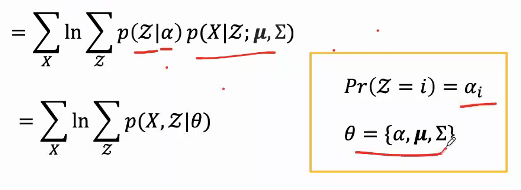 = ∑_X ln ∑_Z p(Z|α) p(X|Z; μ, Σ)
= ∑_X ln ∑_Z p(X, Z|θ)
Pr(Z = i) = α_i
θ = {α, μ, Σ}